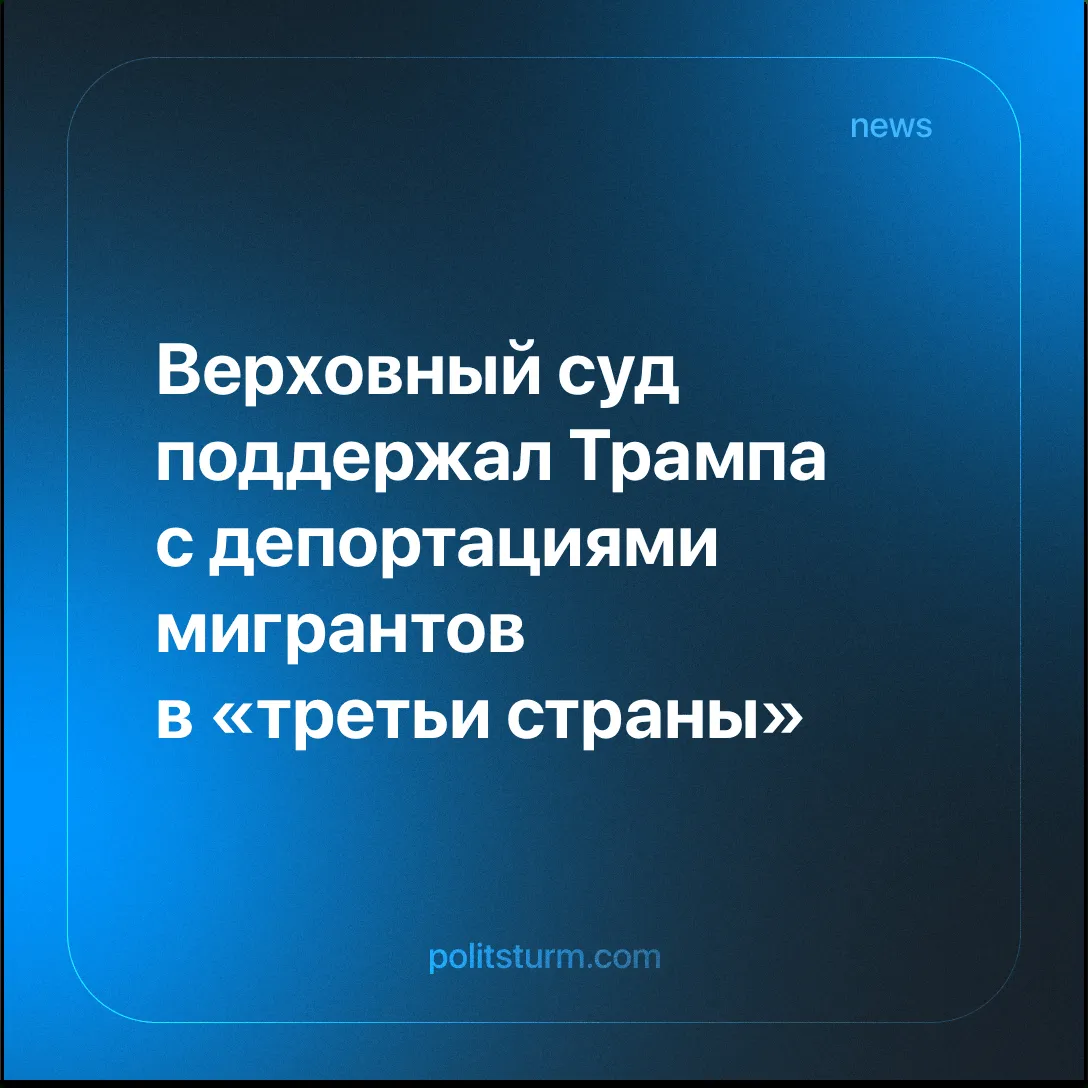 news
Верховный суд
поддержал Трампа
с депортациями
мигрантов
в «третьи страны»
politsturm.com